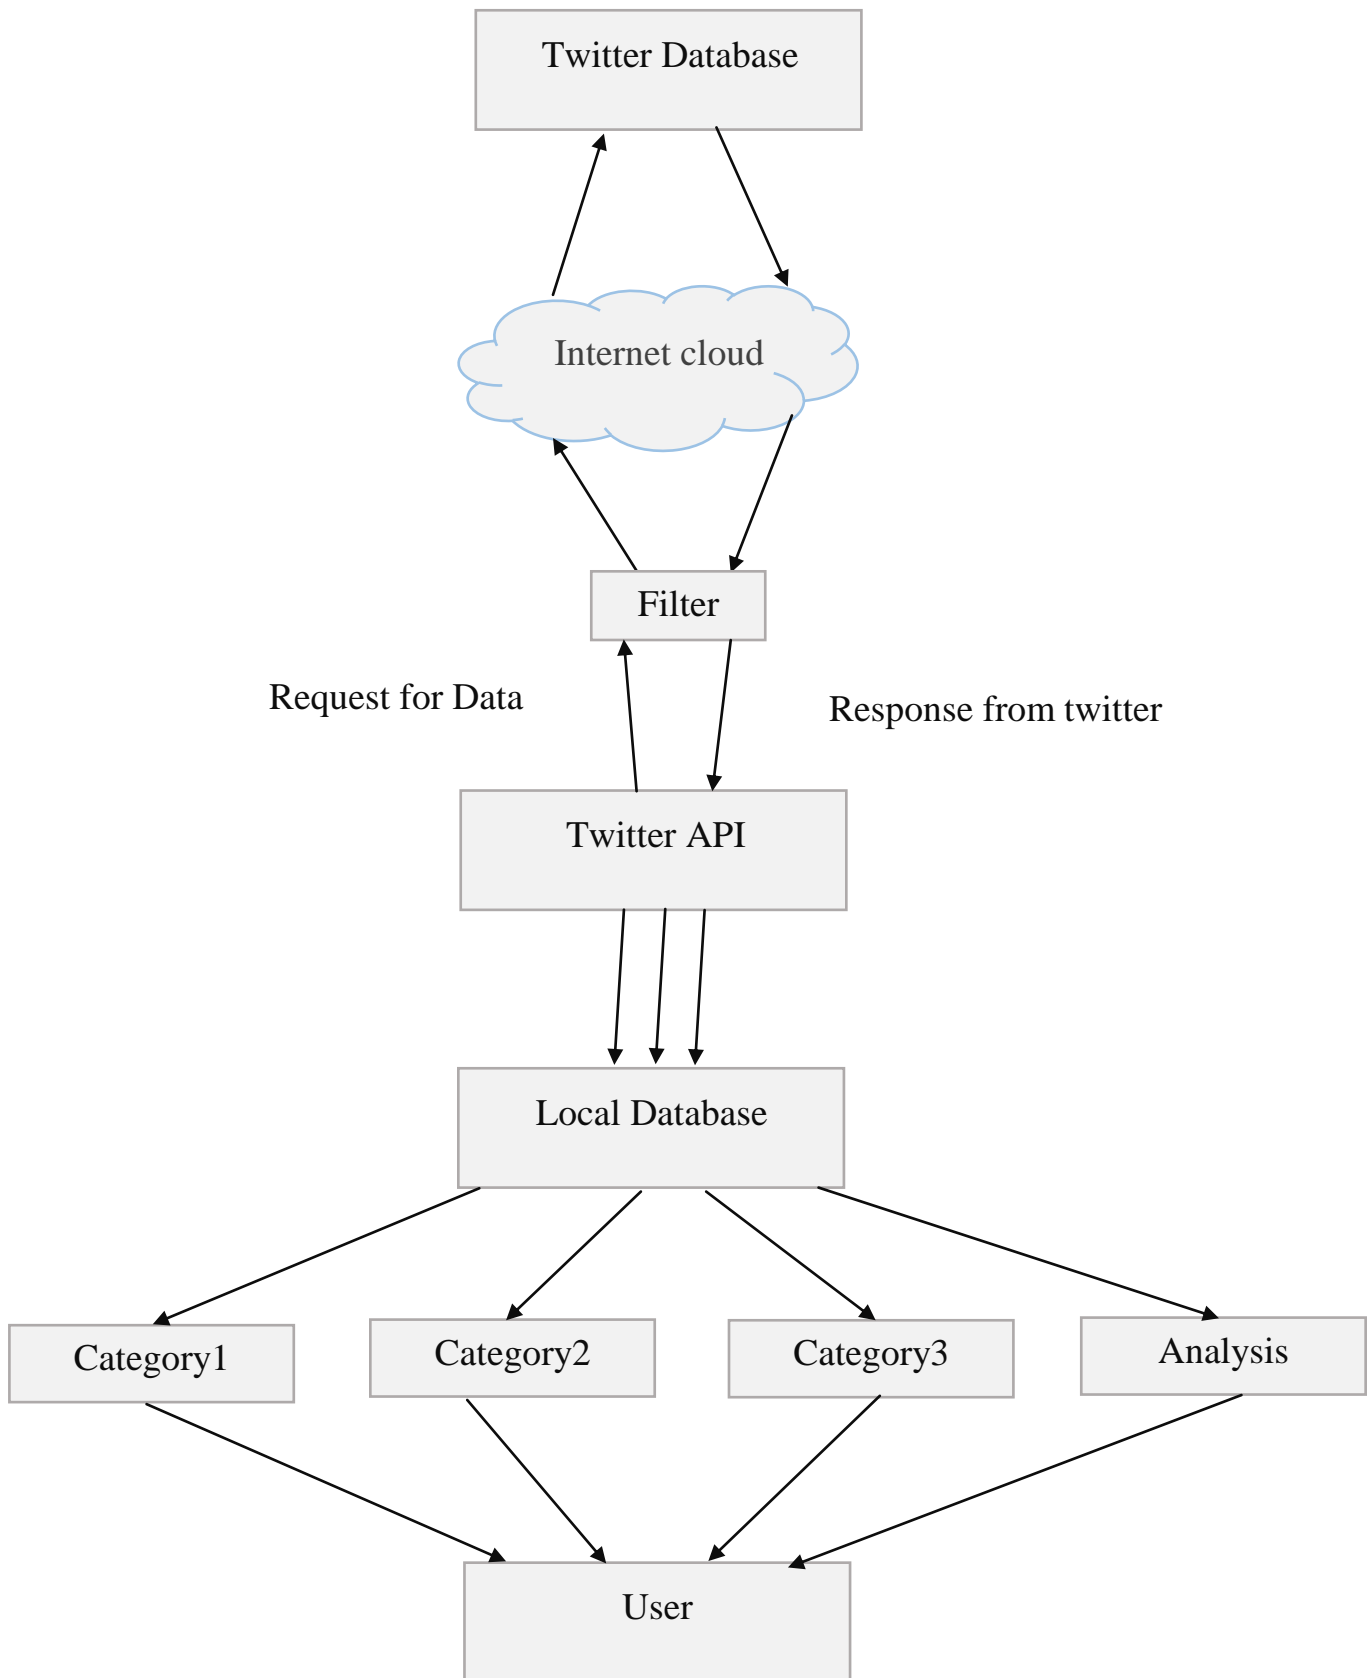 Twitter Database
Internet cloud
Filter
Request for Data
Response from twitter
Twitter API
Local Database
Category1
Category2
Category3
Analysis
User